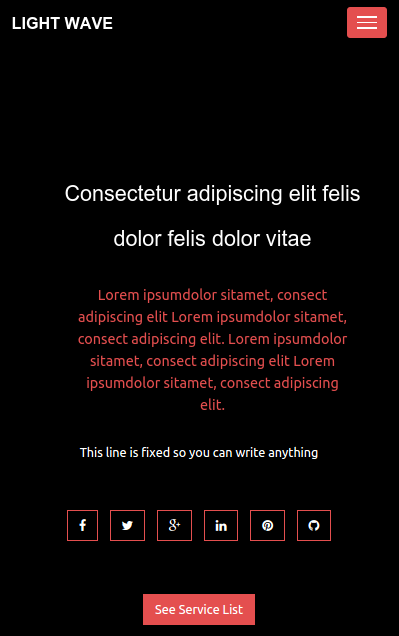 LIGHT WAVE
Consectetur adipiscing elit felis
dolor felis dolor vitae
Lorem ipsumdolor sitamet, consect
adipiscing elit Lorem ipsumdolor sitamet,
consect adipiscing elit. Lorem ipsumdolor
sitamet, consect adipiscing elit Lorem
ipsumdolor sitamet, consect adipiscing
elit.
This line is fixed so you can write anything
See Service List